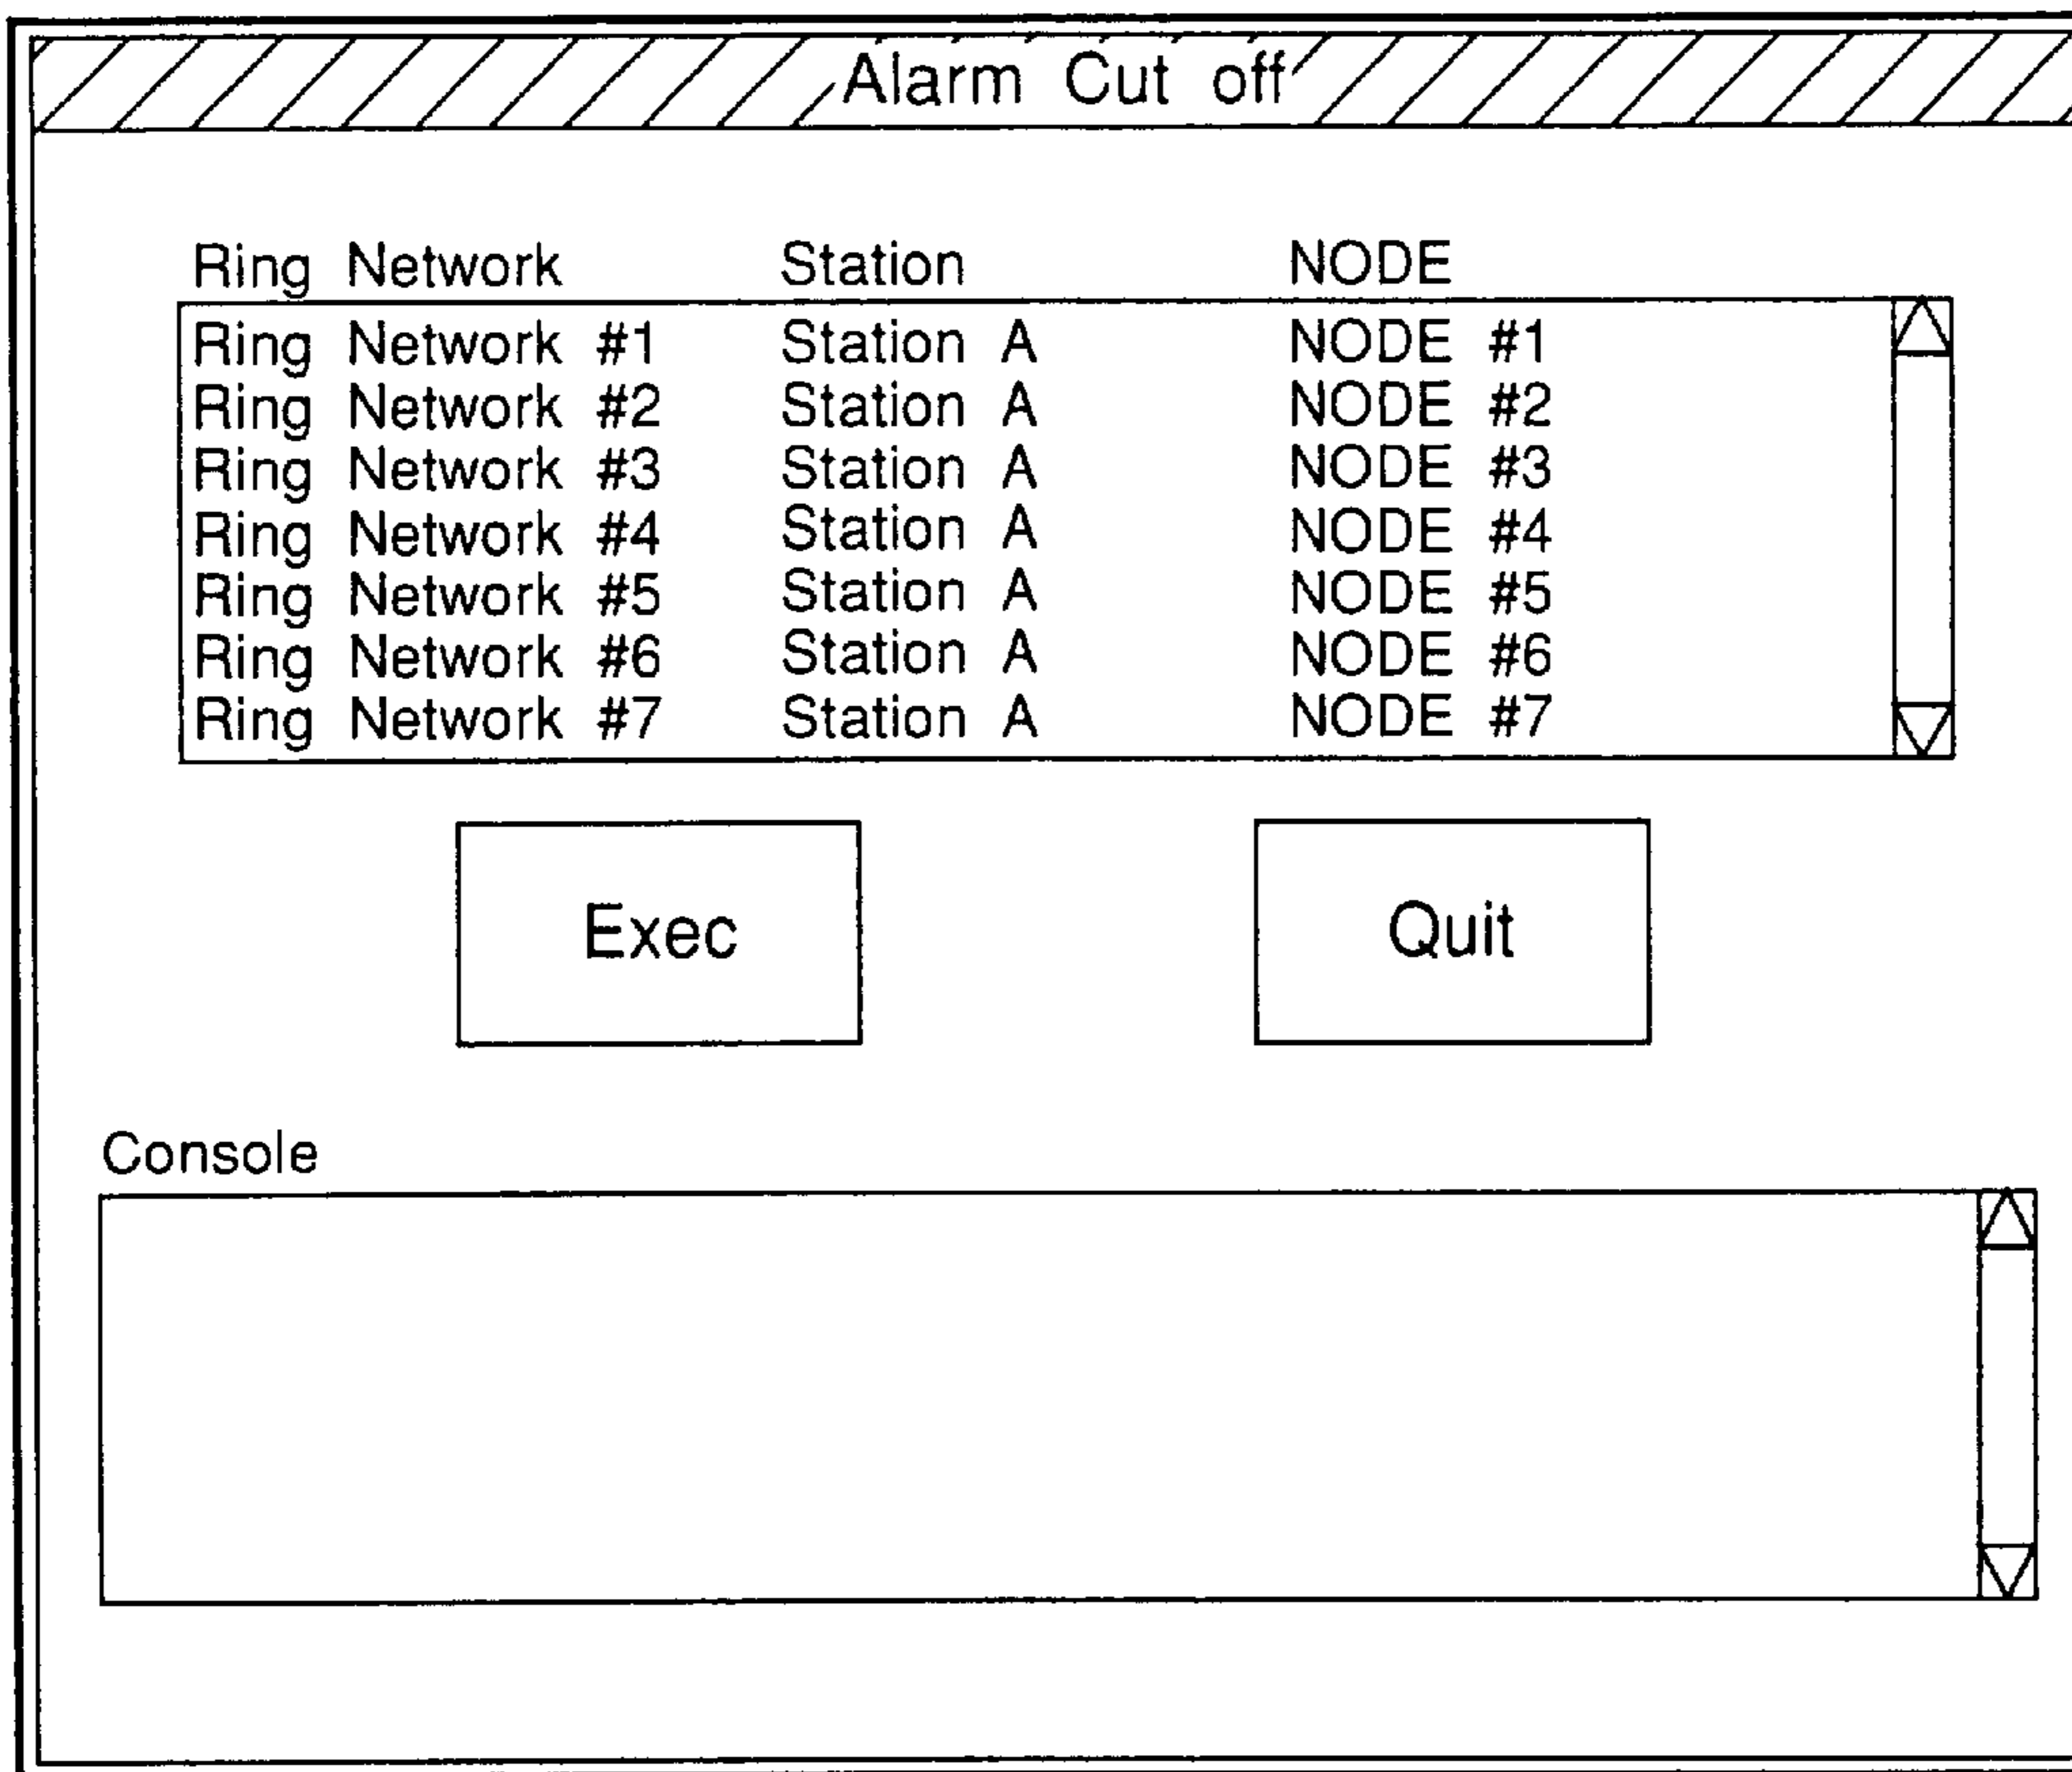 Alarm Cut off
Ring Network Station NODE
Ring Network #1 Station A NODE #1
Ring Network #2 Station A NODE #2
Ring Network #3 Station A NODE #3
Ring Network #4 Station A NODE #4
Ring Network #5 Station A NODE #5
Ring Network #6 Station A NODE #6
Ring Network #7 Station A NODE #7
Exec Quit
Console